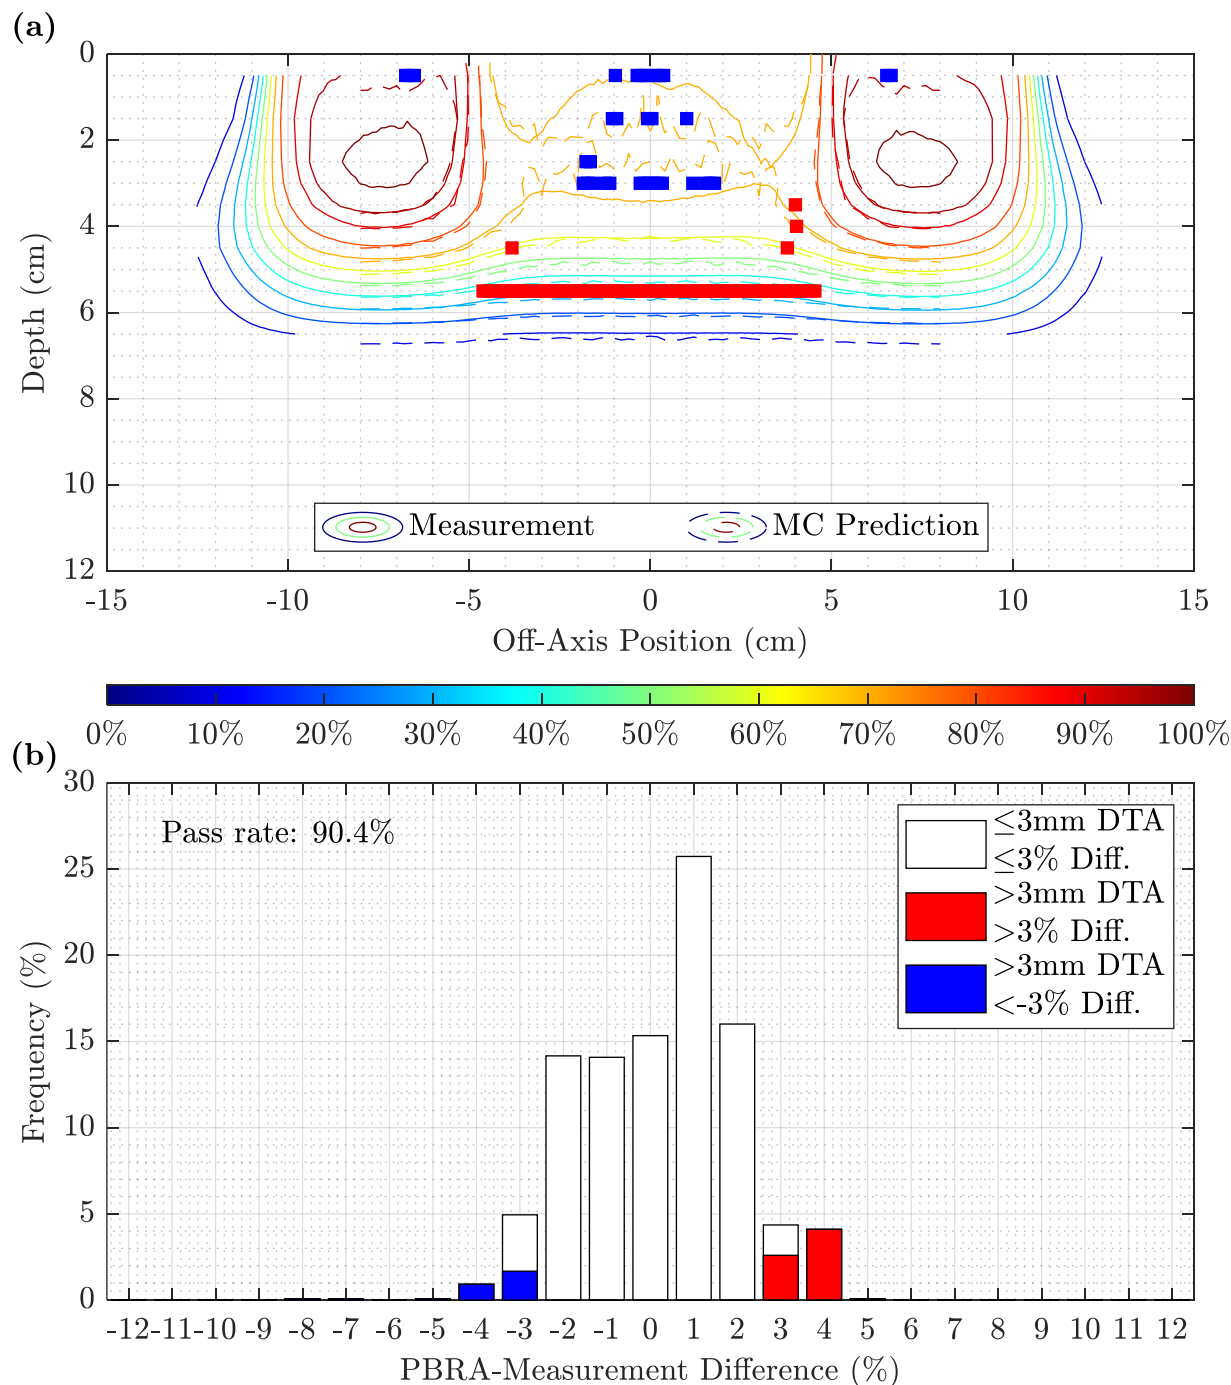 (a)
0
2
4
6
8
10
12
Depth (cm)
Measurement
MC Prediction
-15 -10 -5 0 5 10 15
Off-Axis Position (cm)
0% 10% 20% 30% 40% 50% 60% 70% 80% 90% 100%
(b)
30
25
20
15
10
5
0
Frequency (%)
Pass rate: 90.4%
≤3mm DTA
≤3% Diff.
>3mm DTA
>3% Diff.
>3mm DTA
<-3% Diff.
-12 -11 -10 -9 -8 -7 -6 -5 -4 -3 -2 -1 0 1 2 3 4 5 6 7 8 9 10 11 12
PBRA-Measurement Difference (%)